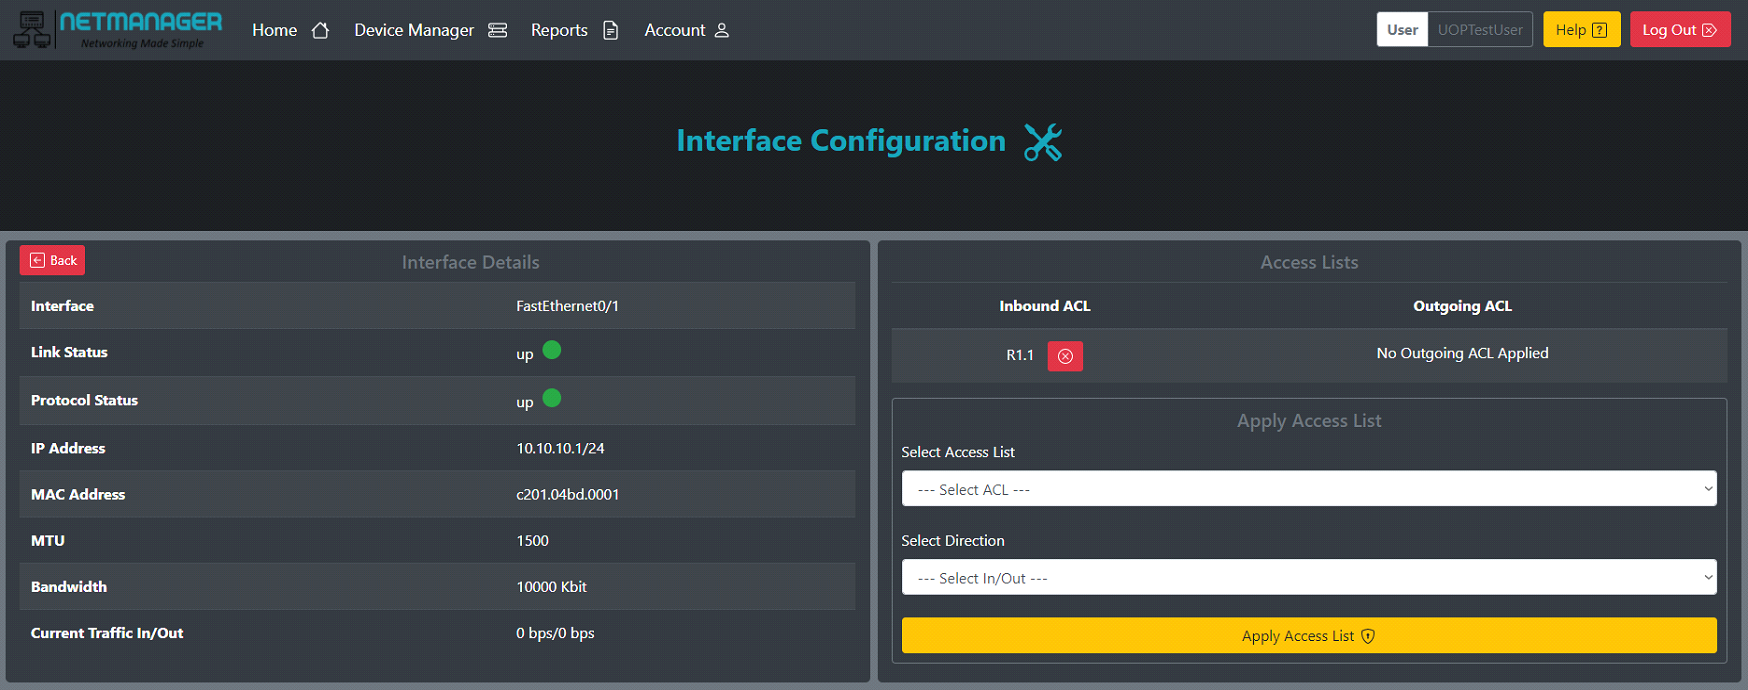 NETMANAGER
Networking Made Simple
Home Device Manager Reports Account User UOPTestUser Help Log Out
Interface Configuration
Back Interface Details
Interface FastEthernet0/1
Link Status up
Protocol Status up
IP Address 10.10.10.1/24
MAC Address c201.04bd.0001
MTU 1500
Bandwidth 10000 Kbit
Current Traffic In/Out 0 bps/0 bps
Access Lists
Inbound ACL Outgoing ACL
R1.1 No Outgoing ACL Applied
Apply Access List
Select Access List
--- Select ACL ---
Select Direction
--- Select In/Out ---
Apply Access List